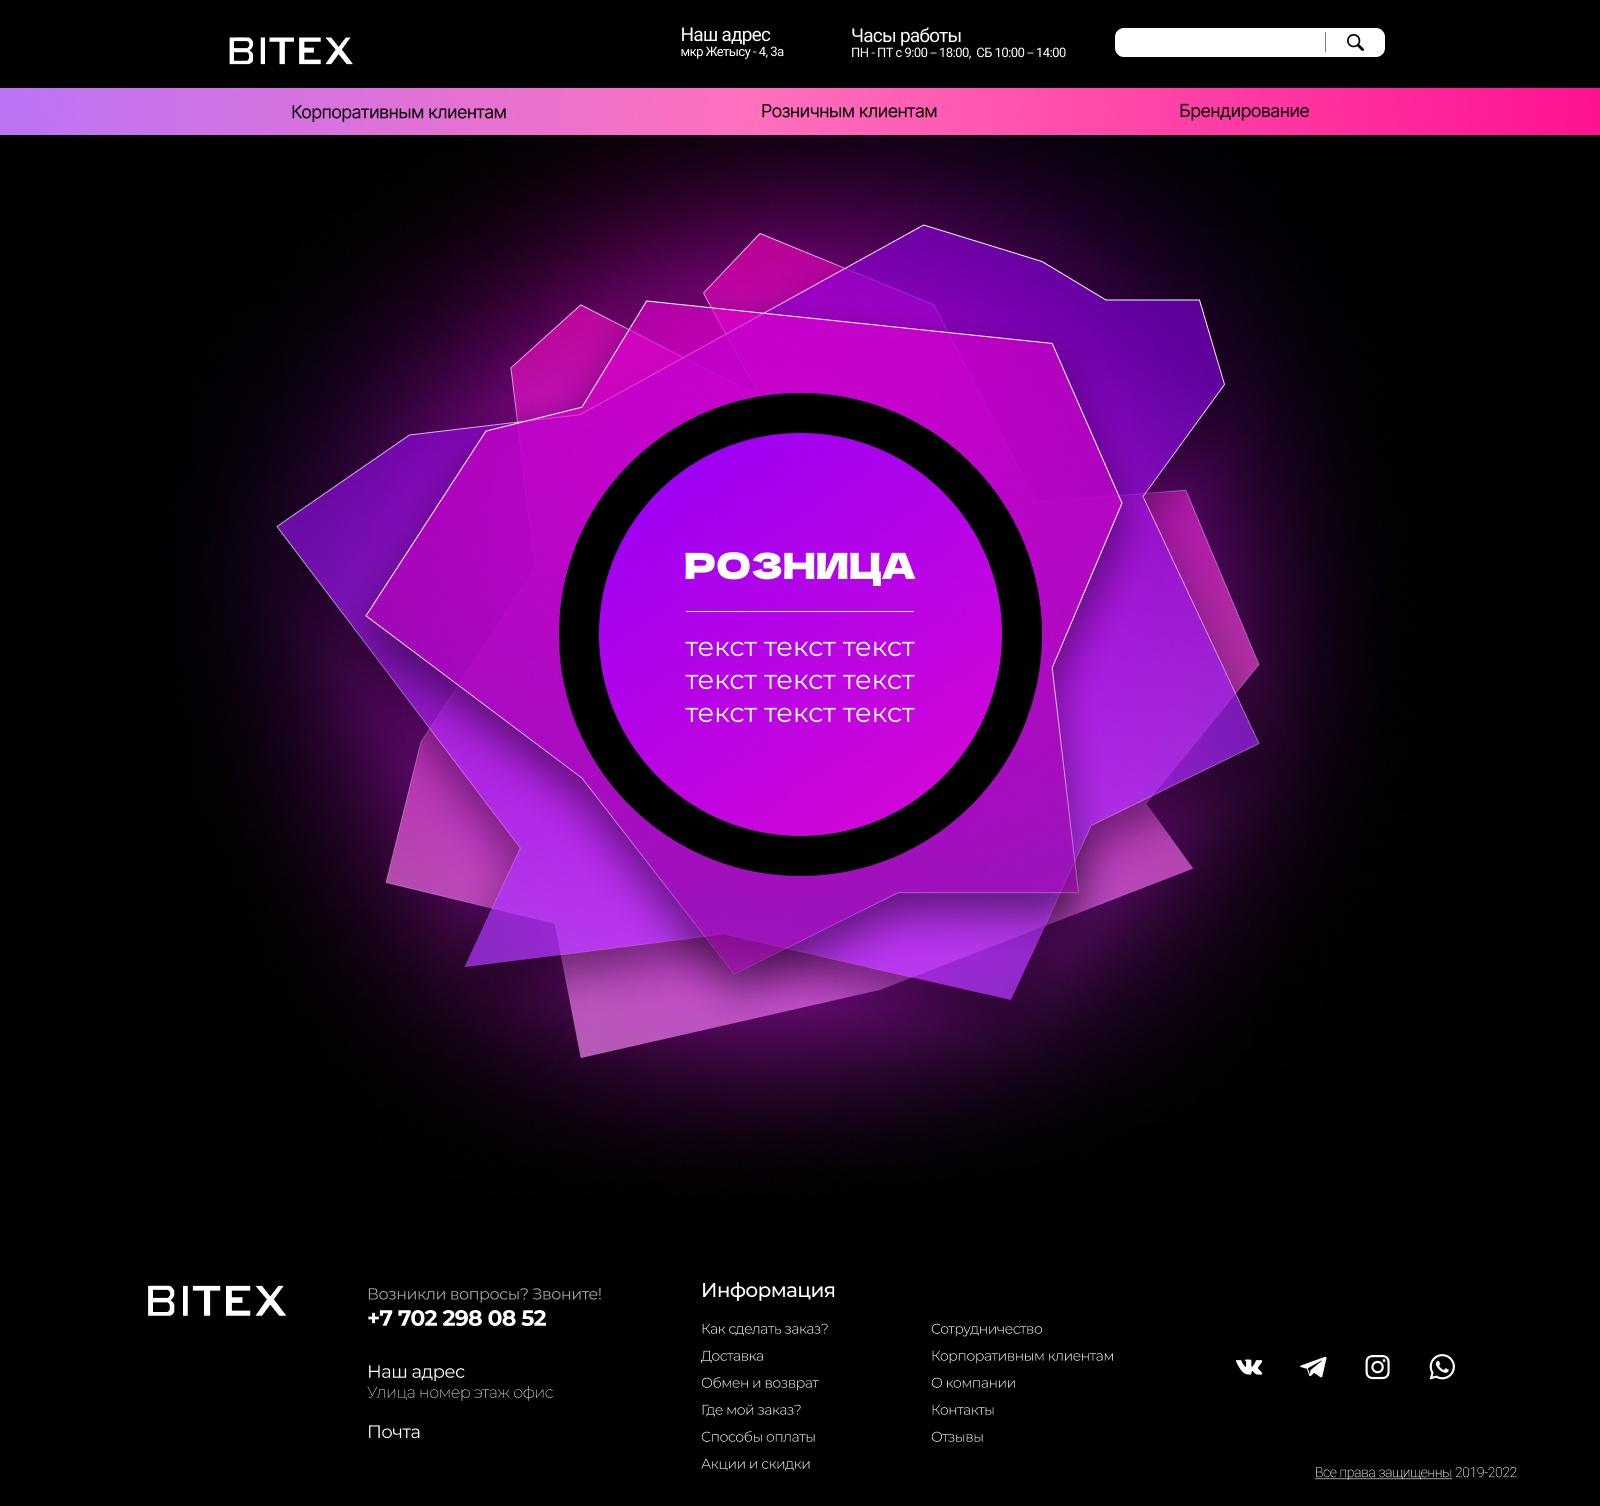 BITEX
Наш адрес
мкр Жетысу - 4, 3а
Часы работы
ПН - ПТ с 9:00 – 18:00, СБ 10:00 – 14:00
Корпоративным клиентам
Розничным клиентам
Брендирование
РОЗНИЦА
текст текст текст
текст текст текст
текст текст текст
BITEX
Возникли вопросы? Звоните!
+7 702 298 08 52
Наш адрес
Улица номер этаж офис
Почта
Информация
Как сделать заказ?
Доставка
Обмен и возврат
Где мой заказ?
Способы оплаты
Акции и скидки
Сотрудничество
Корпоративным клиентам
О компании
Контакты
Отзывы
Все права защищенны 2019-2022